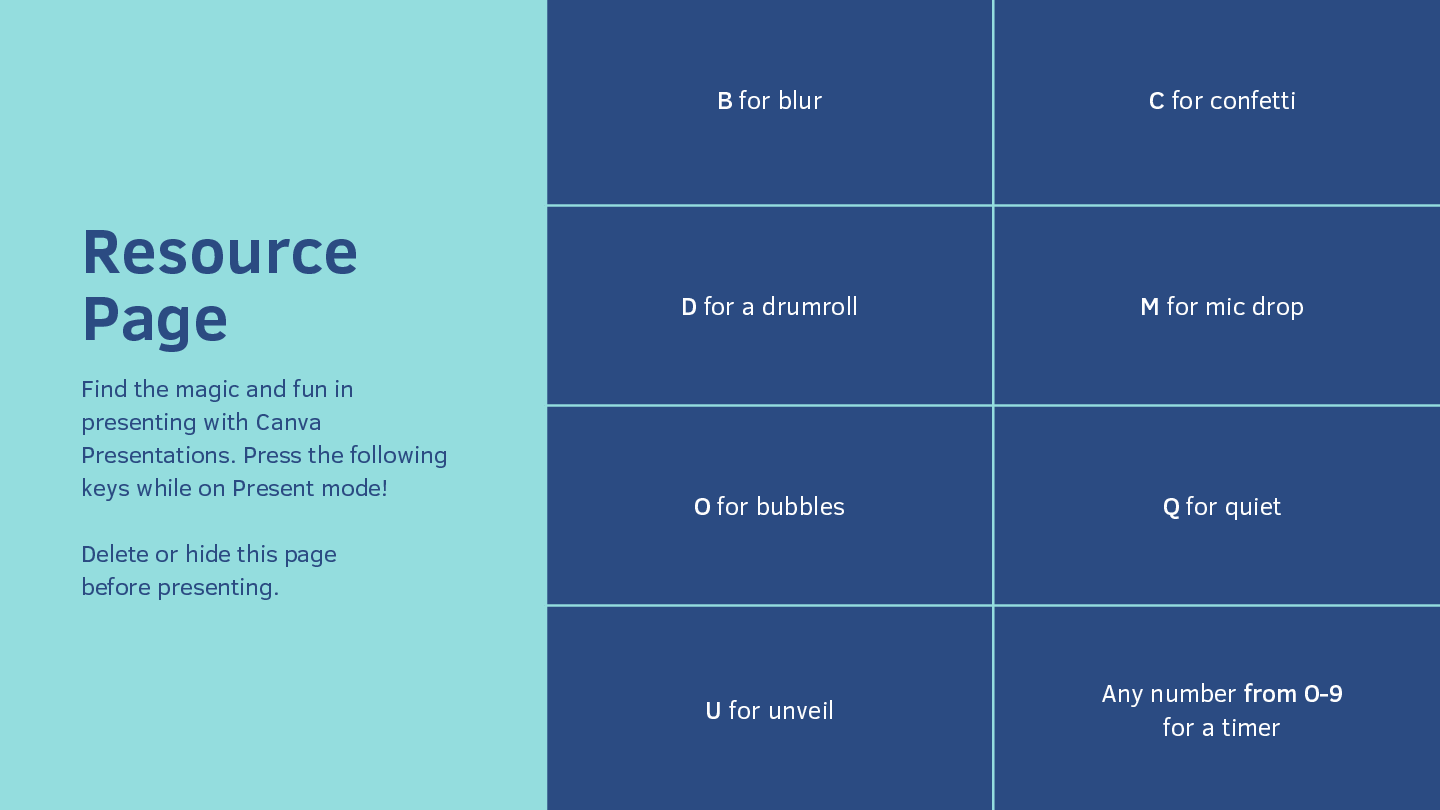 Resource
Page
Find the magic and fun in
presenting with Canva
Presentations. Press the following
keys while on Present mode!
Delete or hide this page
before presenting.
B for blur
C for confetti
D for a drumroll
M for mic drop
O for bubbles
Q for quiet
U for unveil
Any number from 0-9
for a timer